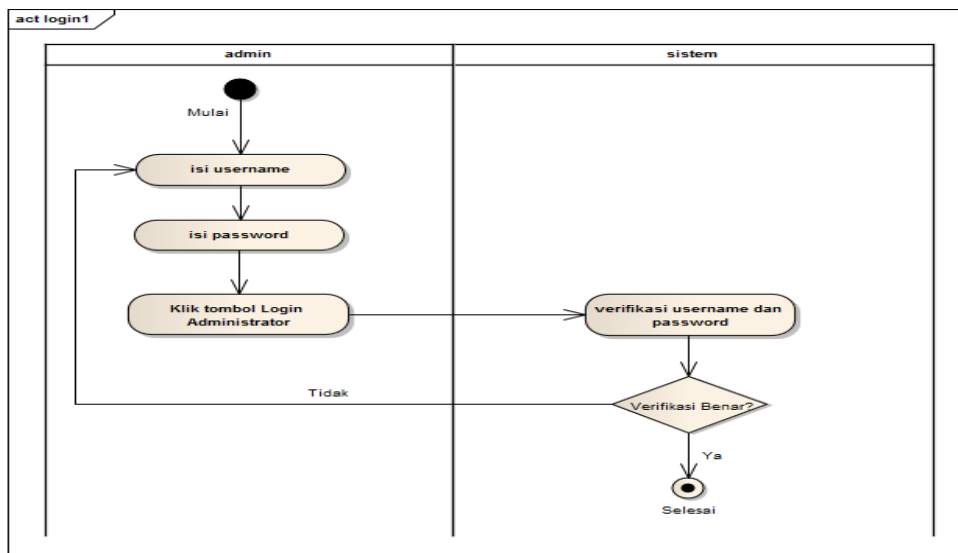 act login1
admin
sistem
Mulai
isi username
isi password
Klik tombol Login
Administrator
verifikasi username dan
password
Verifikasi Benar?
Tidak
Ya
Selesai